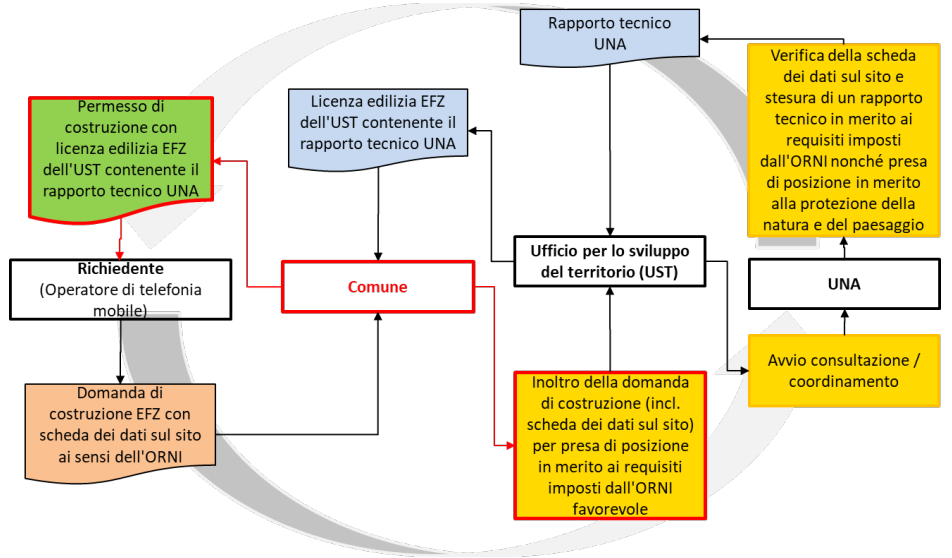 Rapporto tecnico
UNA
Verifica della scheda
dei dati sul sito e
stesura di un rapporto
tecnico in merito ai
requisiti imposti
dall'ORNI nonché presa
di posizione in merito
alla protezione della
natura e del paesaggio
Licenza edilizia EFZ
dell'UST contenente il
rapporto tecnico UNA
Permesso di
costruzione con
licenza edilizia EFZ
dell'UST contenente il
rapporto tecnico UNA
Richiedente
(Operatore di telefonia
mobile)
Comune
Ufficio per lo sviluppo
del territorio (UST)
UNA
Domanda di
costruzione EFZ con
scheda dei dati sul sito
ai sensi dell'ORNI
Inoltro della domanda
di costruzione (incl.
scheda dei dati sul sito)
per presa di posizione
in merito ai requisiti
imposti dall'ORNI
favorevole
Avvio consultazione /
coordinamento